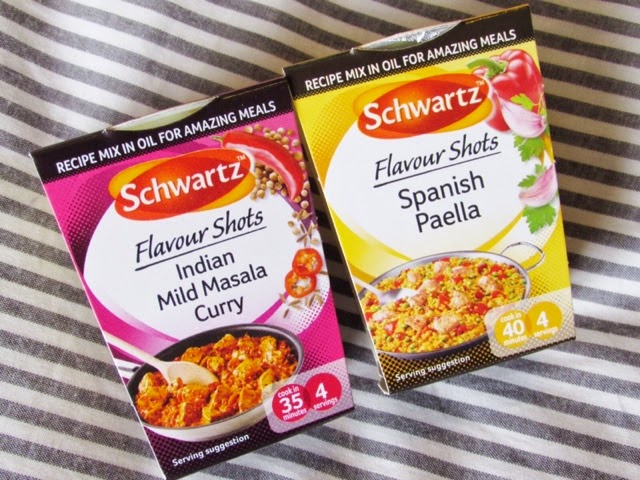 RECIPE MIX IN OIL FOR AMAZING MEALS
Schwartz™
Flavour Shots
Indian
Mild Masala
Curry
cook in
35
minutes
4
servings
Serving suggestion
RECIPE MIX IN OIL FOR AMAZING MEALS
Schwartz™
Flavour Shots
Spanish
Paella
cook in
40
minutes
4
servings
Serving suggestion